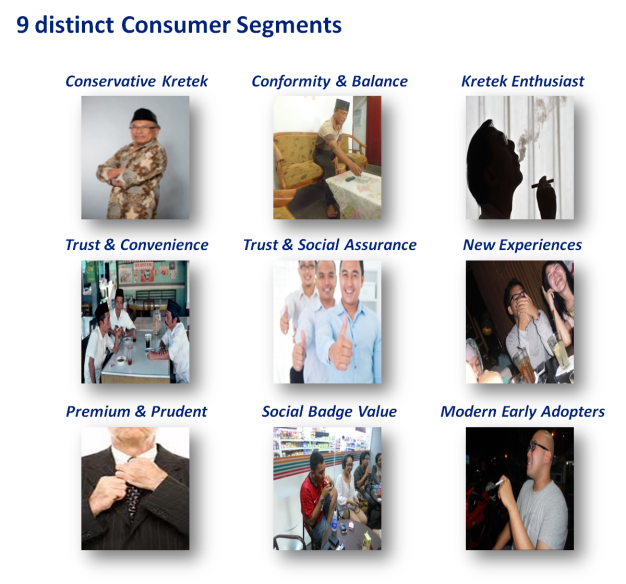 9 distinct Consumer Segments
Conservative Kretek
Conformity & Balance
Kretek Enthusiast
Trust & Convenience
Trust & Social Assurance
New Experiences
Premium & Prudent
Social Badge Value
Modern Early Adopters